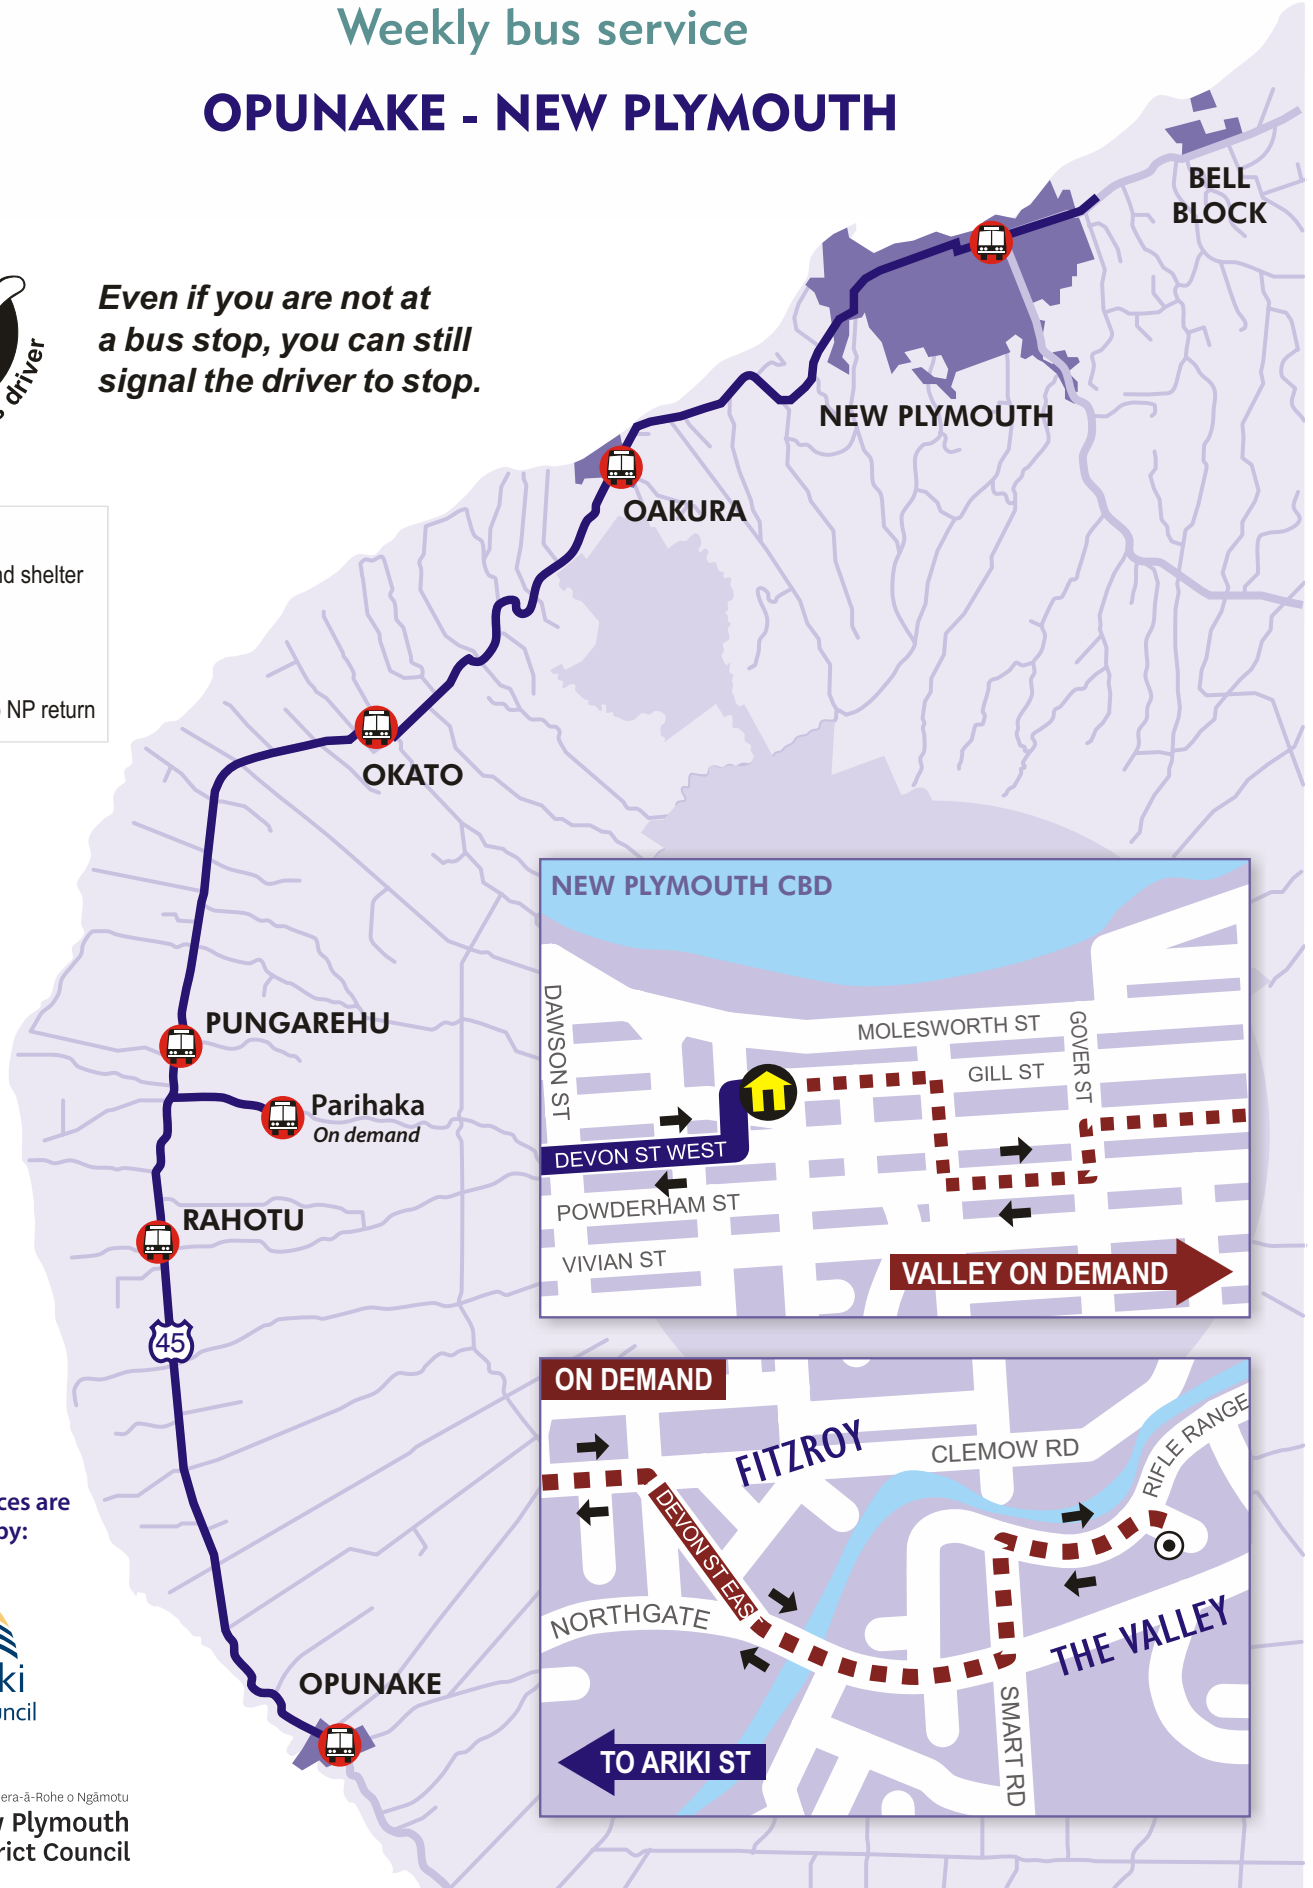 Weekly bus service
OPUNAKE - NEW PLYMOUTH
BELL
BLOCK
driver
Even if you are not at
a bus stop, you can still
signal the driver to stop.
NEW PLYMOUTH
OAKURA
nd shelter
NP return
OKATO
PUNGAREHU
Parihaka
On demand
RAHOTU
45
OPUNAKE
NEW PLYMOUTH CBD
DAWSON ST
MOLESWORTH ST
GOVER ST
GILL ST
DEVON ST WEST
POWDERHAM ST
VIVIAN ST
VALLEY ON DEMAND
ON DEMAND
FITZROY
CLEMOW RD
RIFLE RANGE
DEVON ST EAST
NORTHGATE
THE VALLEY
SMART RD
TO ARIKI ST
ces are
by:
ki
uncil
era-ā-Rohe o Ngāmotu
w Plymouth
rict Council